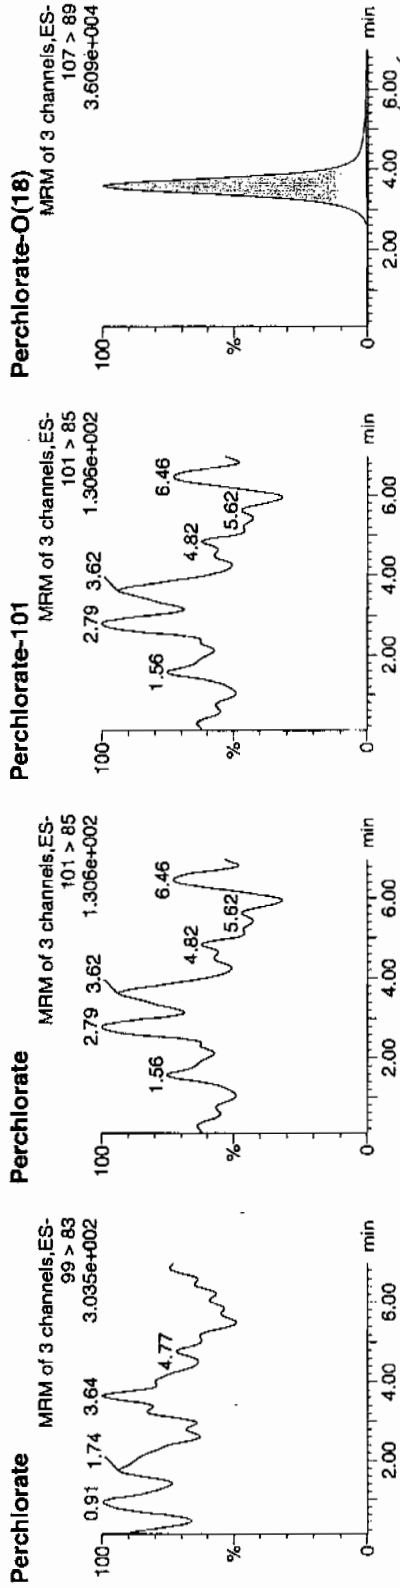 Perchlorate
MRM of 3 channels,ES-
99 > 83
3.035e+002
100
%
0
0.91
1.74
3.64
4.77
2.00
4.00
6.00
min
Perchlorate
MRM of 3 channels,ES-
101 > 85
1.306e+002
100
%
0
1.56
2.79
3.62
4.82
5.62
6.46
2.00
4.00
6.00
min
Perchlorate-101
MRM of 3 channels,ES-
101 > 85
1.306e+002
100
%
0
1.56
2.79
3.62
4.82
5.62
6.46
2.00
4.00
6.00
min
Perchlorate-O(18)
MRM of 3 channels,ES-
107 > 89
3.609e+004
100
%
0
2.00
4.00
6.00
min